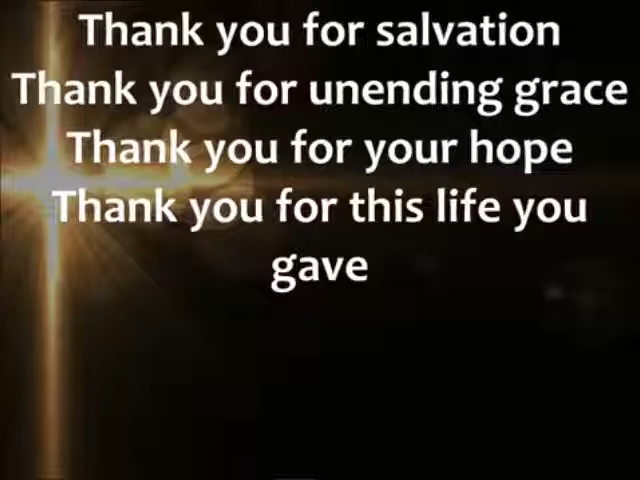 Thank you for salvation
Thank you for unending grace
Thank you for your hope
Thank you for this life you
gave